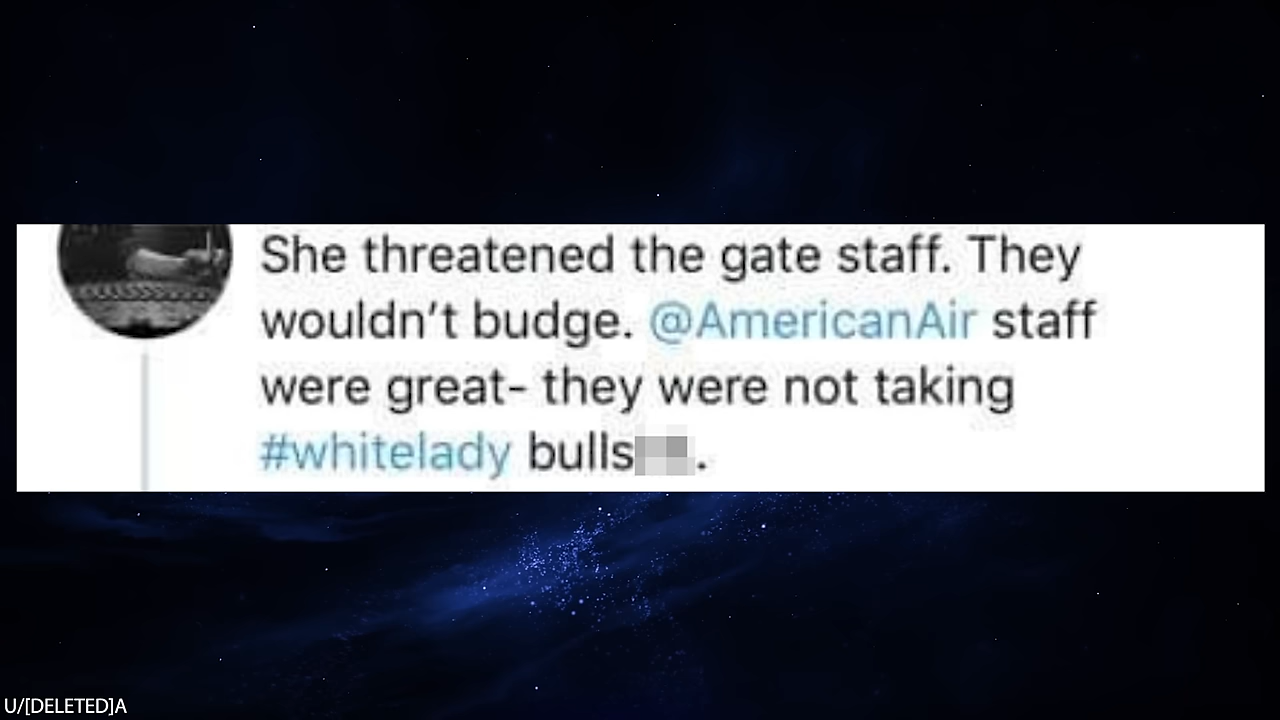 She threatened the gate staff. They
wouldn't budge. @AmericanAir staff
were great- they were not taking
#whitelady bulls.
U/[DELETED]A